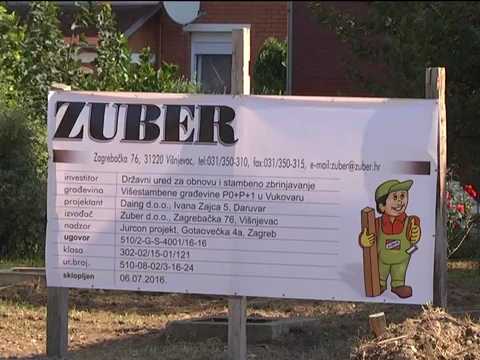 ZUBER
Zagrebačka 76, 31220 Višnjevac, tel:031/350-310, fax:031/350-315, e-mail:zuber@zuber.hr
investitor Državni ured za obnovu i stambeno zbrinjavanje
građevina Višestambene građevine P0+P+1 u Vukovaru
projektant Daing d.o.o., Ivana Zajca 5, Daruvar
izvođač Zuber d.o.o., Zagrebačka 76, Višnjevac
nadzor Jurcon projekt, Gotaovečka 4a, Zagreb
ugovor 510/2-G-S-4001/16-16
klasa 302-02/15-01/121
ur.broj. 510-08-02/3-16-24
sklopljen 06.07.2016.